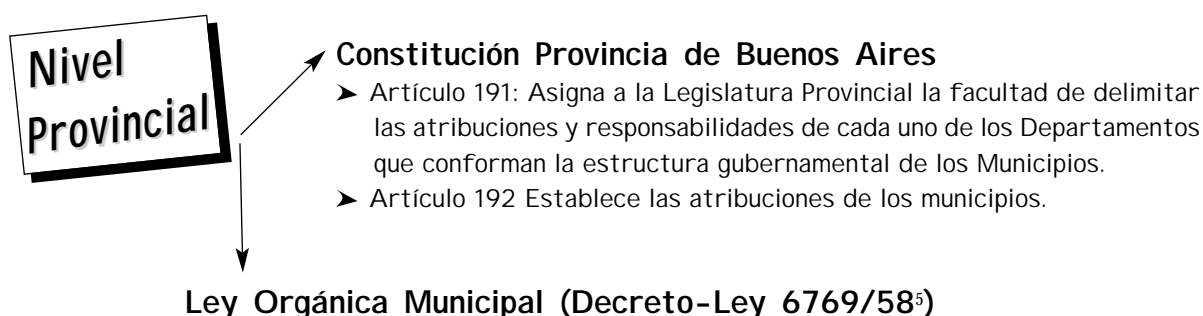 Nivel
Provincial
Constitución Provincia de Buenos Aires
➤ Artículo 191: Asigna a la Legislatura Provincial la facultad de delimitar
las atribuciones y responsabilidades de cada uno de los Departamentos
que conforman la estructura gubernamental de los Municipios.
➤ Artículo 192 Establece las atribuciones de los municipios.
Ley Orgánica Municipal (Decreto-Ley 6769/58⁵)